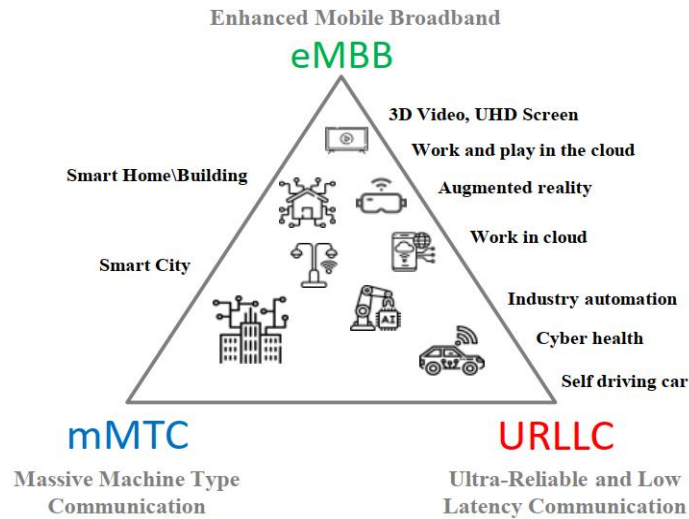 Enhanced Mobile Broadband
eMBB
3D Video, UHD Screen
Work and play in the cloud
Smart Home\Building
Augmented reality
Work in cloud
Smart City
Industry automation
AI
Cyber health
Self driving car
mMTC
URLLC
Massive Machine Type
Communication
Ultra-Reliable and Low
Latency Communication